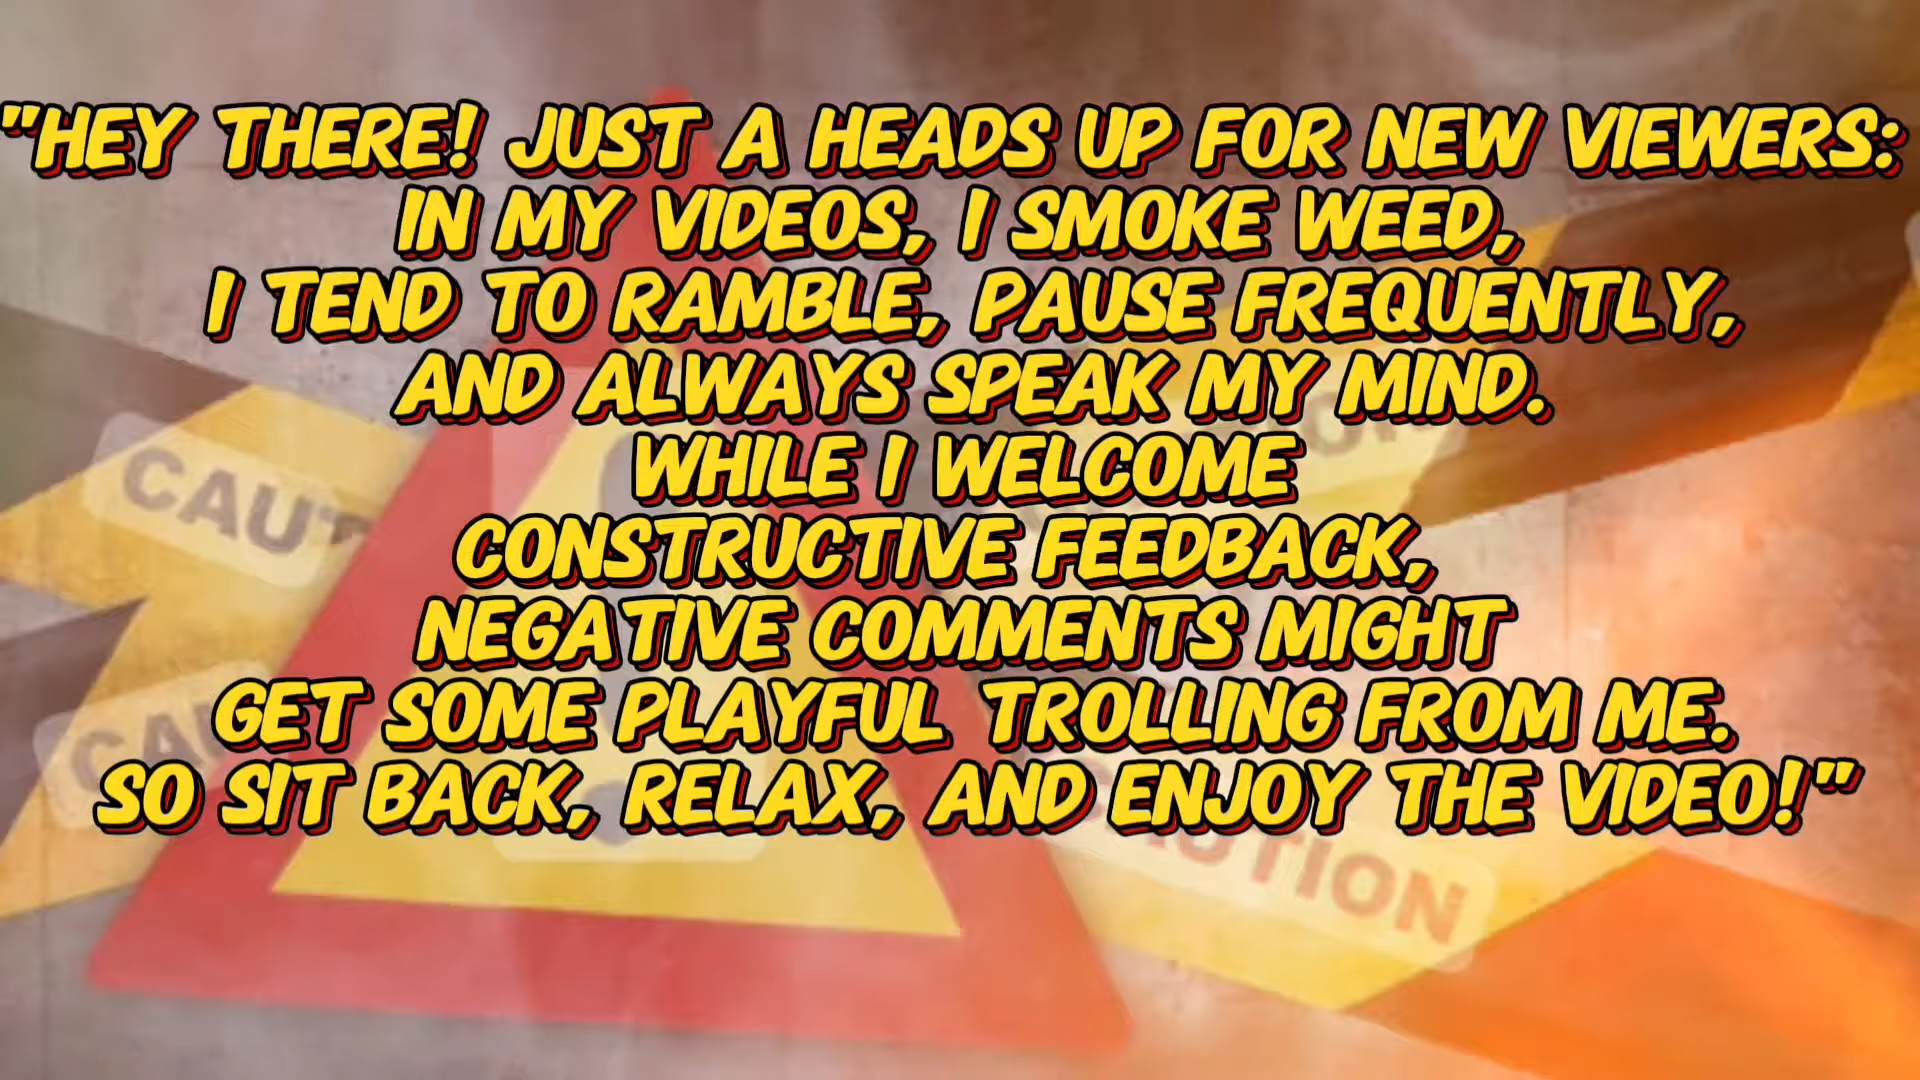 "HEY THERE! JUST A HEADS UP FOR NEW VIEWERS:
IN MY VIDEOS, I SMOKE WEED,
I TEND TO RAMBLE, PAUSE FREQUENTLY,
AND ALWAYS SPEAK MY MIND.
WHILE I WELCOME
CONSTRUCTIVE FEEDBACK,
NEGATIVE COMMENTS MIGHT
GET SOME PLAYFUL TROLLING FROM ME.
SO SIT BACK, RELAX, AND ENJOY THE VIDEO!"
CAUT
CAUTION